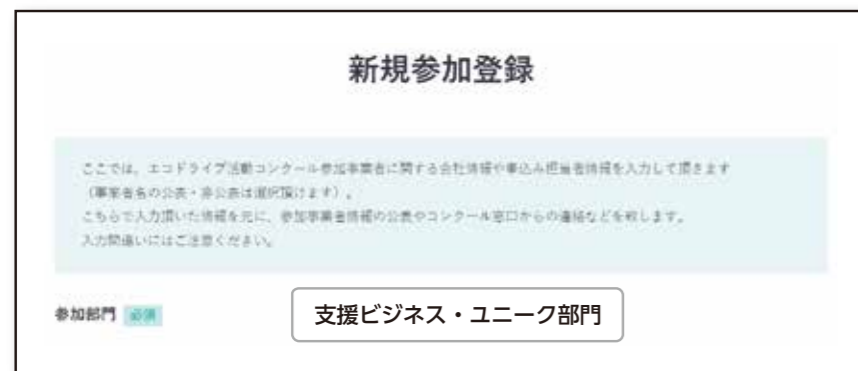 新規参加登録
ここでは、エコドライブ活動コンクール参加事業者に関する会社情報や申込み担当者情報を入力して頂きます
（事業者名の公表・非公表は選択頂けます）。
こちらで入力頂いた情報を元に、参加事業者情報の公表やコンクール窓口からの連絡などを致します。
入力間違いにはご注意ください。
参加部門 必須
支援ビジネス・ユニーク部門